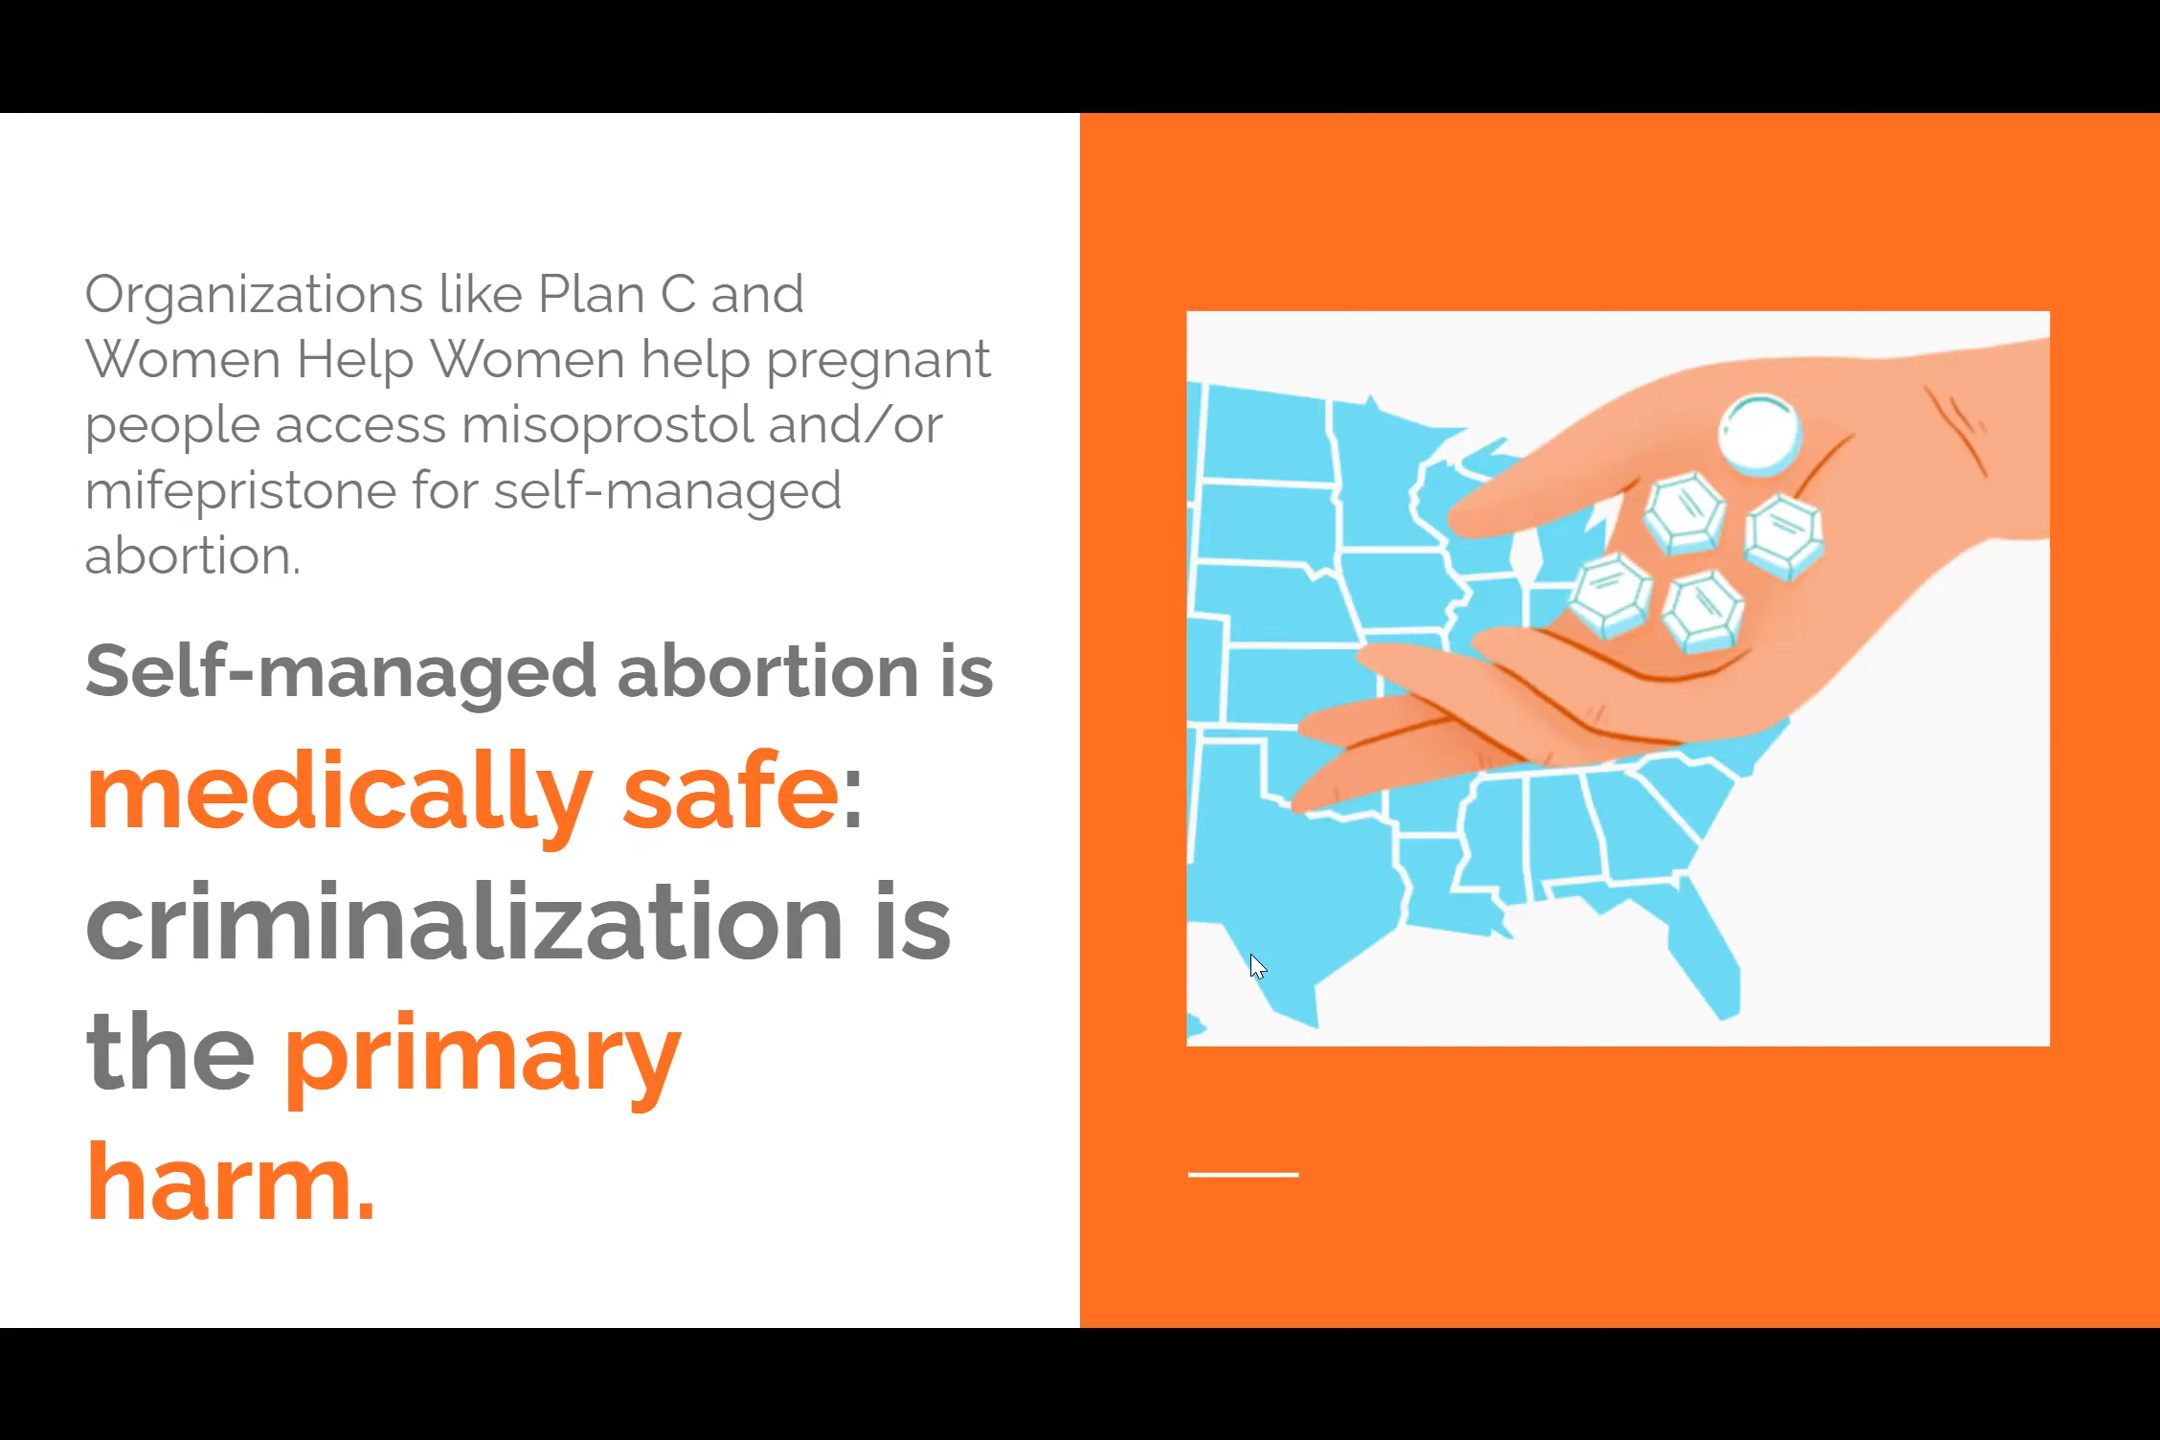 Organizations like Plan C and
Women Help Women help pregnant
people access misoprostol and/or
mifepristone for self-managed
abortion.
Self-managed abortion is
medically safe:
criminalization is
the primary
harm.